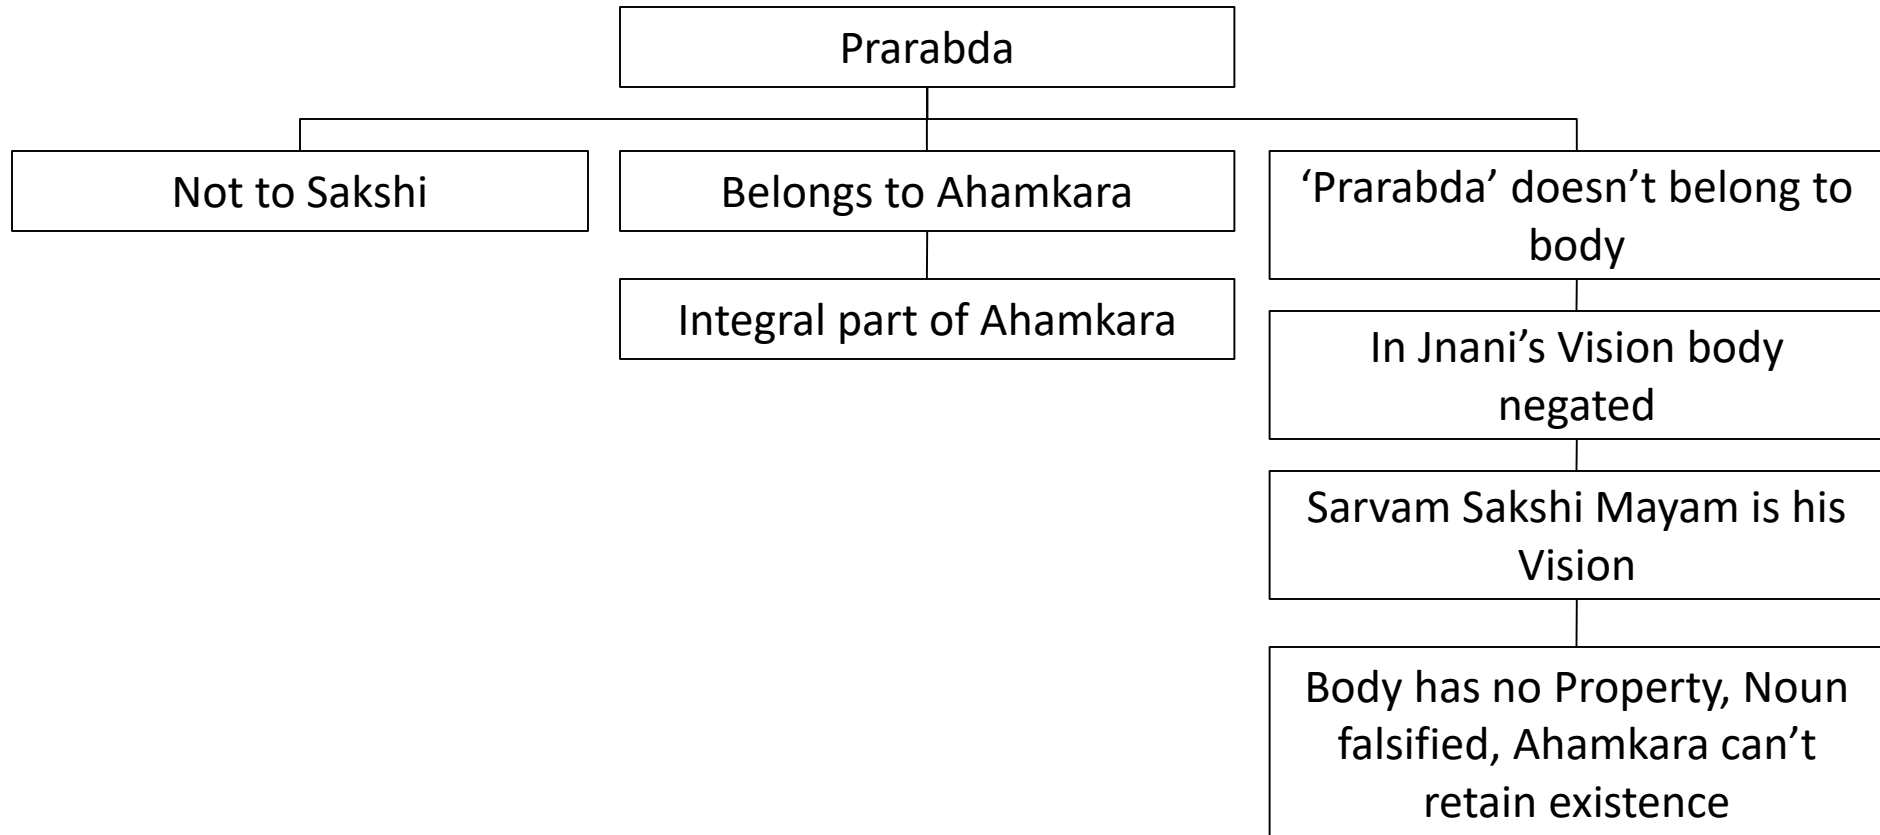 Prarabda
Not to Sakshi
Belongs to Ahamkara
Integral part of Ahamkara
‘Prarabda’ doesn’t belong to
body
In Jnani’s Vision body
negated
Sarvam Sakshi Mayam is his
Vision
Body has no Property, Noun
falsified, Ahamkara can’t
retain existence